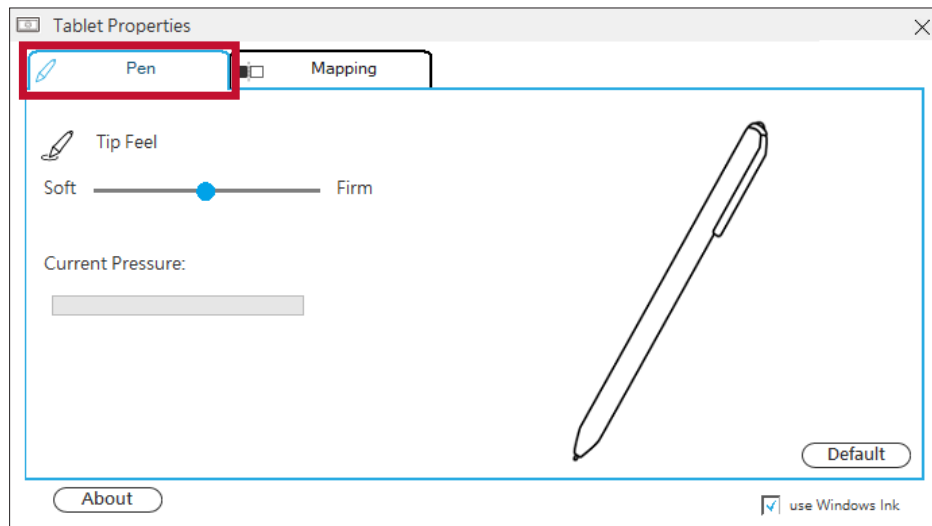 Tablet Properties
Pen Mapping
Tip Feel
Soft Firm
Current Pressure:
Default
About
use Windows Ink